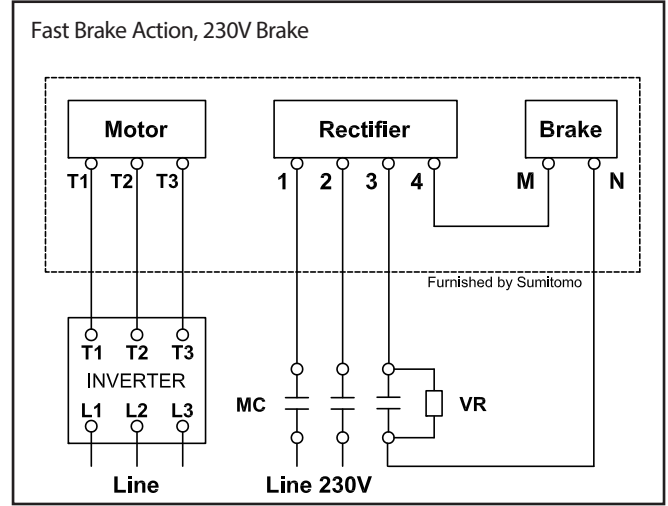 Fast Brake Action, 230V Brake
Motor Rectifier Brake
T1 T2 T3 1 2 3 4 M N
Furnished by Sumitomo
T1 T2 T3
INVERTER
MC VR
L1 L2 L3
Line Line 230V